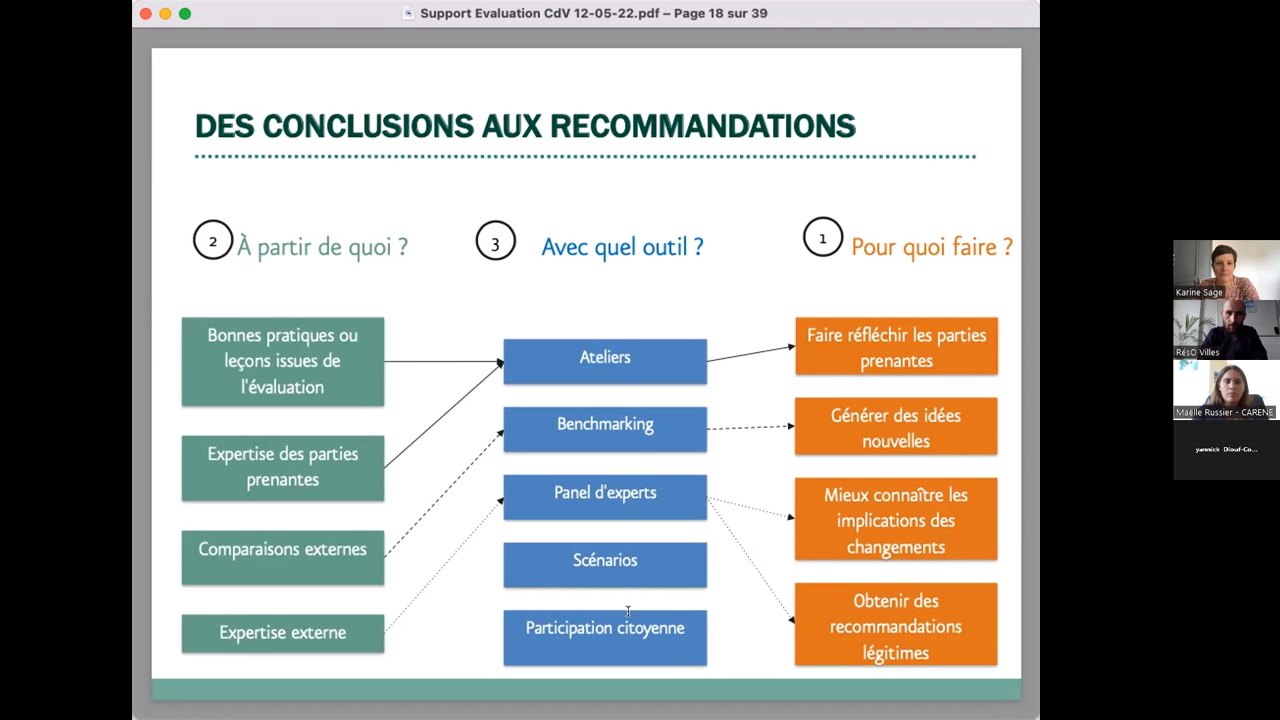 Support Evaluation CdV 12-05-22.pdf – Page 18 sur 39
DES CONCLUSIONS AUX RECOMMANDATIONS
2 À partir de quoi ?
3 Avec quel outil ?
1 Pour quoi faire ?
Bonnes pratiques ou
leçons issues de
l'évaluation
Expertise des parties
prenantes
Comparaisons externes
Expertise externe
Ateliers
Benchmarking
Panel d'experts
Scénarios
Participation citoyenne
Faire réfléchir les parties
prenantes
Générer des idées
nouvelles
Mieux connaître les
implications des
changements
Obtenir des
recommandations
légitimes
Karine Sage
RésO Villes
Maëlle Russier - CARENE
yannick Diouf-Co...